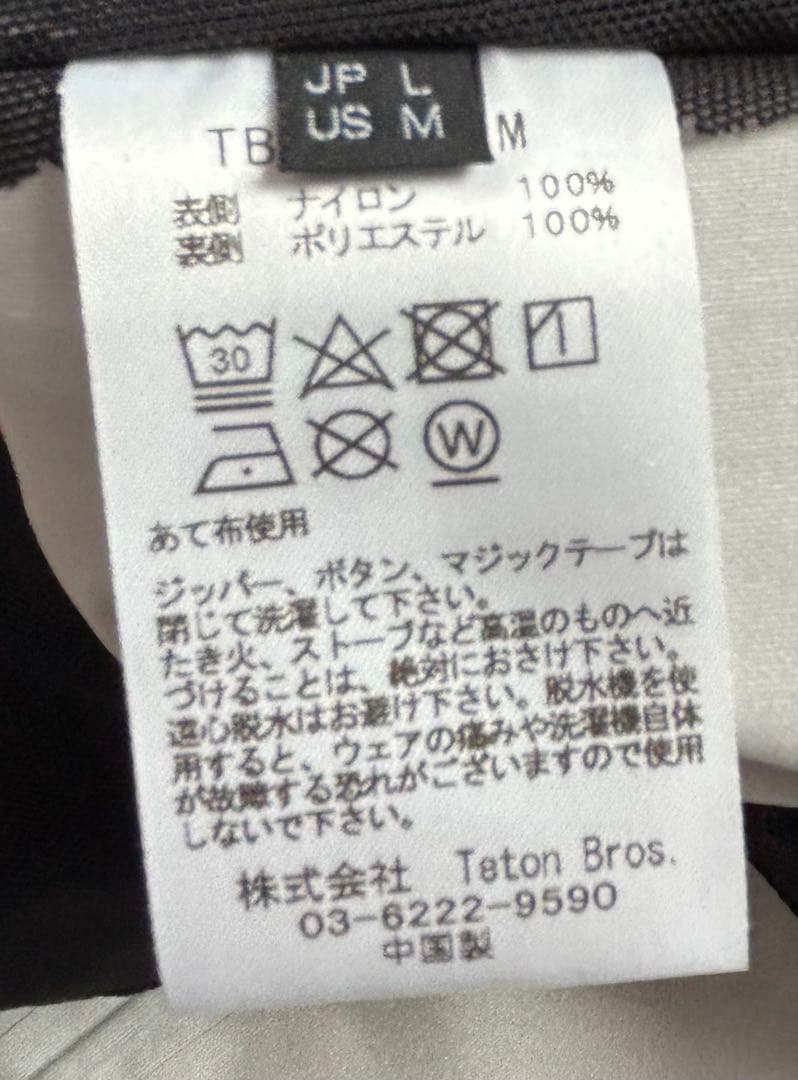 JP L
US M
TB M
表側 ナイロン 100%
裏側 ポリエステル 100%
30
W
あて布使用
ジッパー、ボタン、マジックテープは
閉じて洗濯して下さい。
たき火、ストーブなど高温のものへ近
づけることは、絶対におさけ下さい。
遠心脱水はお避け下さい。脱水機を使
用すると、ウェアの痛みや洗濯機自体
が故障する恐れがございますので使用
しないで下さい。
株式会社 Teton Bros.
03-6222-9590
中国製